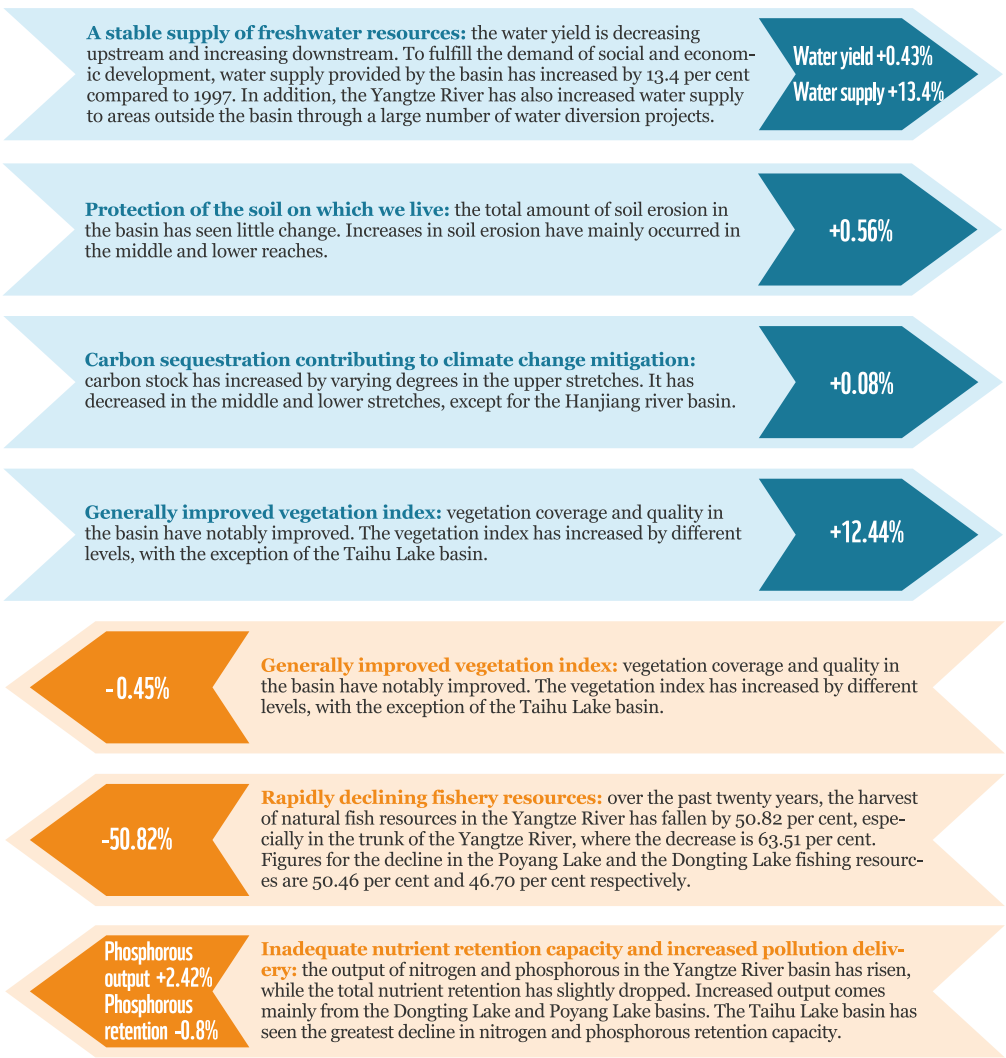 A stable supply of freshwater resources: the water yield is decreasing
upstream and increasing downstream. To fulfill the demand of social and econom-
ic development, water supply provided by the basin has increased by 13.4 per cent
compared to 1997. In addition, the Yangtze River has also increased water supply
to areas outside the basin through a large number of water diversion projects.
Water yield +0.43%
Water supply +13.4%
Protection of the soil on which we live: the total amount of soil erosion in
the basin has seen little change. Increases in soil erosion have mainly occurred in
the middle and lower reaches.
+0.56%
Carbon sequestration contributing to climate change mitigation:
carbon stock has increased by varying degrees in the upper stretches. It has
decreased in the middle and lower stretches, except for the Hanjiang river basin.
+0.08%
Generally improved vegetation index: vegetation coverage and quality in
the basin have notably improved. The vegetation index has increased by different
levels, with the exception of the Taihu Lake basin.
+12.44%
- 0.45%
Generally improved vegetation index: vegetation coverage and quality in
the basin have notably improved. The vegetation index has increased by different
levels, with the exception of the Taihu Lake basin.
-50.82%
Rapidly declining fishery resources: over the past twenty years, the harvest
of natural fish resources in the Yangtze River has fallen by 50.82 per cent, espe-
cially in the trunk of the Yangtze River, where the decrease is 63.51 per cent.
Figures for the decline in the Poyang Lake and the Dongting Lake fishing resourc-
es are 50.46 per cent and 46.70 per cent respectively.
Phosphorous
output +2.42%
Phosphorous
retention -0.8%
Inadequate nutrient retention capacity and increased pollution deliv-
ery: the output of nitrogen and phosphorous in the Yangtze River basin has risen,
while the total nutrient retention has slightly dropped. Increased output comes
mainly from the Dongting Lake and Poyang Lake basins. The Taihu Lake basin has
seen the greatest decline in nitrogen and phosphorous retention capacity.